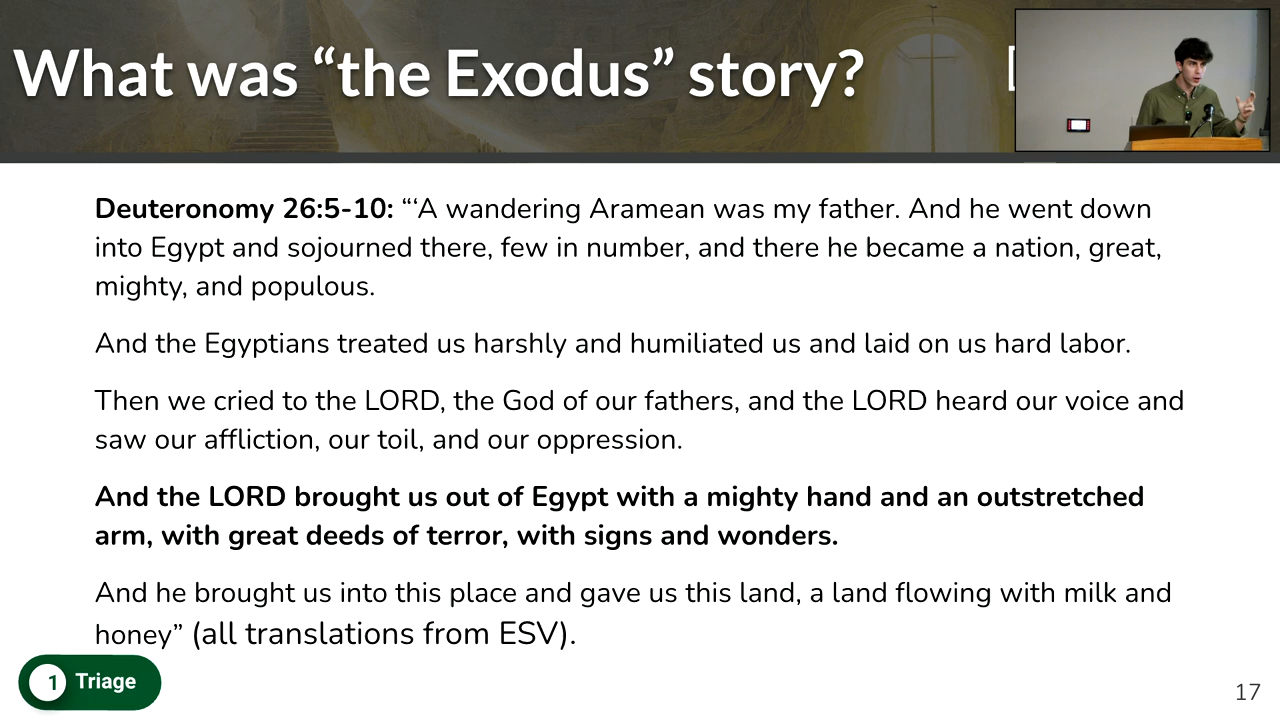 What was “the Exodus” story?
Deuteronomy 26:5-10: “‘A wandering Aramean was my father. And he went down
into Egypt and sojourned there, few in number, and there he became a nation, great,
mighty, and populous.
And the Egyptians treated us harshly and humiliated us and laid on us hard labor.
Then we cried to the LORD, the God of our fathers, and the LORD heard our voice and
saw our affliction, our toil, and our oppression.
And the LORD brought us out of Egypt with a mighty hand and an outstretched
arm, with great deeds of terror, with signs and wonders.
And he brought us into this place and gave us this land, a land flowing with milk and
honey” (all translations from ESV).
1 Triage
17